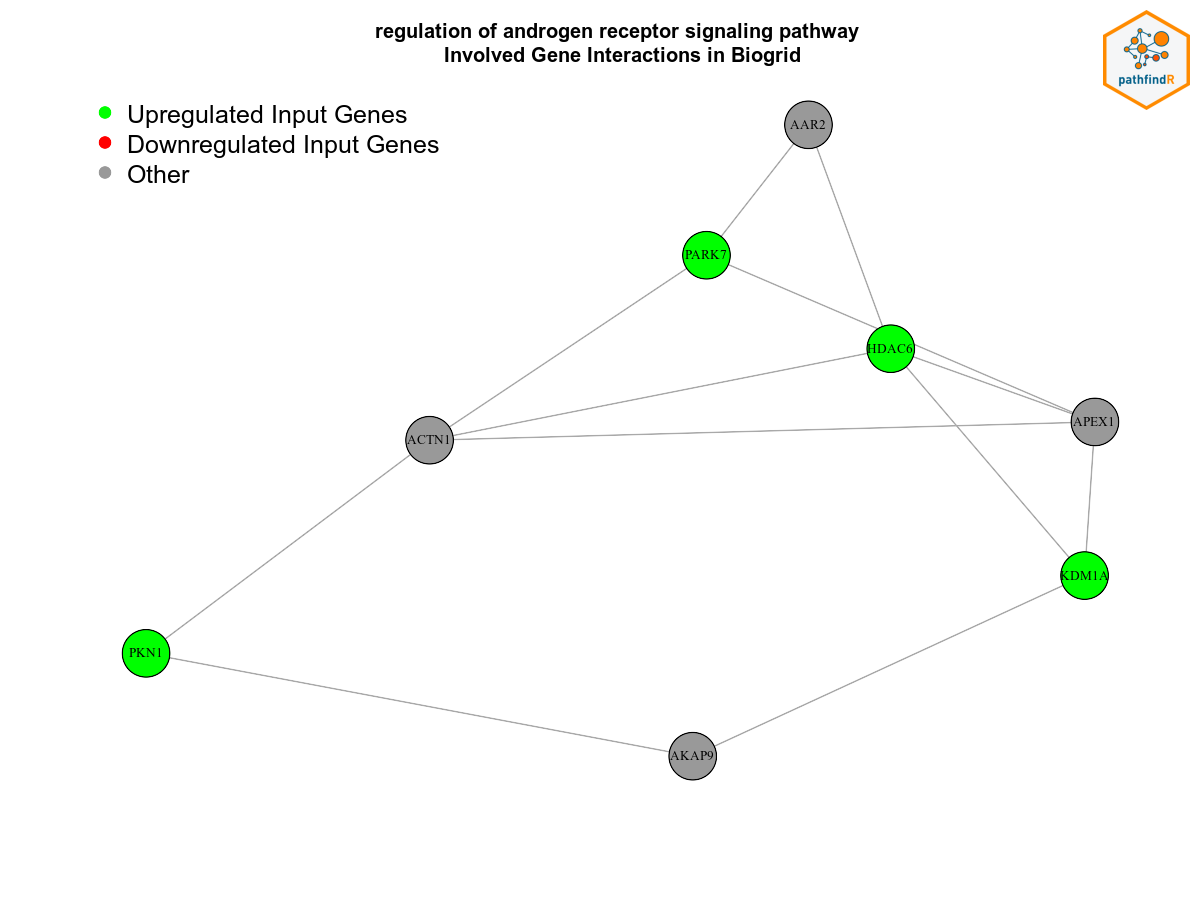 regulation of androgen receptor signaling pathway
Involved Gene Interactions in Biogrid
pathfindR
Upregulated Input Genes
Downregulated Input Genes
Other
AAR2
PARK7
HDAC6
APEX1
ACTN1
KDM1A
PKN1
AKAP9